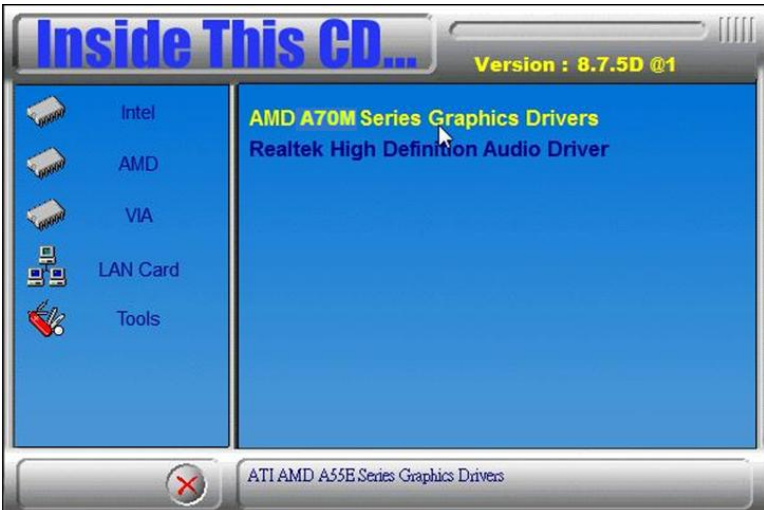 Inside This CD...
Version : 8.7.5D @1
Intel
AMD
VIA
LAN Card
Tools
AMD A70M Series Graphics Drivers
Realtek High Definition Audio Driver
ATI AMD A55E Series Graphics Drivers